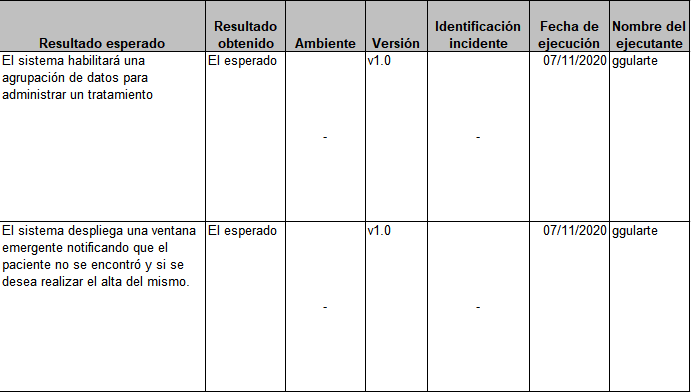 Resultado esperado
Resultado
obtenido
Ambiente
Versión
Identificación
incidente
Fecha de
ejecución
Nombre del
ejecutante
El sistema habilitará una
agrupación de datos para
administrar un tratamiento
El esperado
-
v1.0
-
07/11/2020
ggularte
El sistema despliega una ventana
emergente notificando que el
paciente no se encontró y si se
desea realizar el alta del mismo.
El esperado
-
v1.0
-
07/11/2020
ggularte